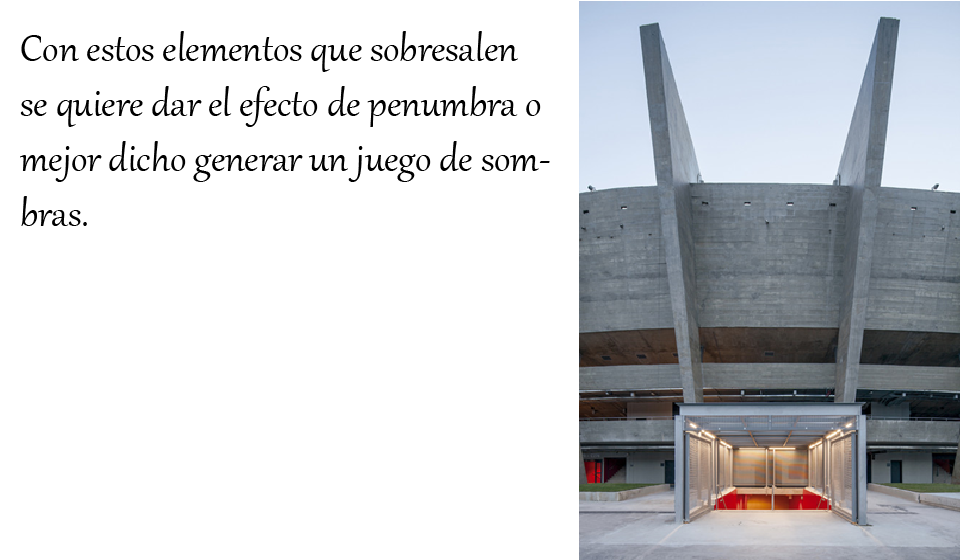 Con estos elementos que sobresalen
se quiere dar el efecto de penumbra o
mejor dicho generar un juego de som-
bras.